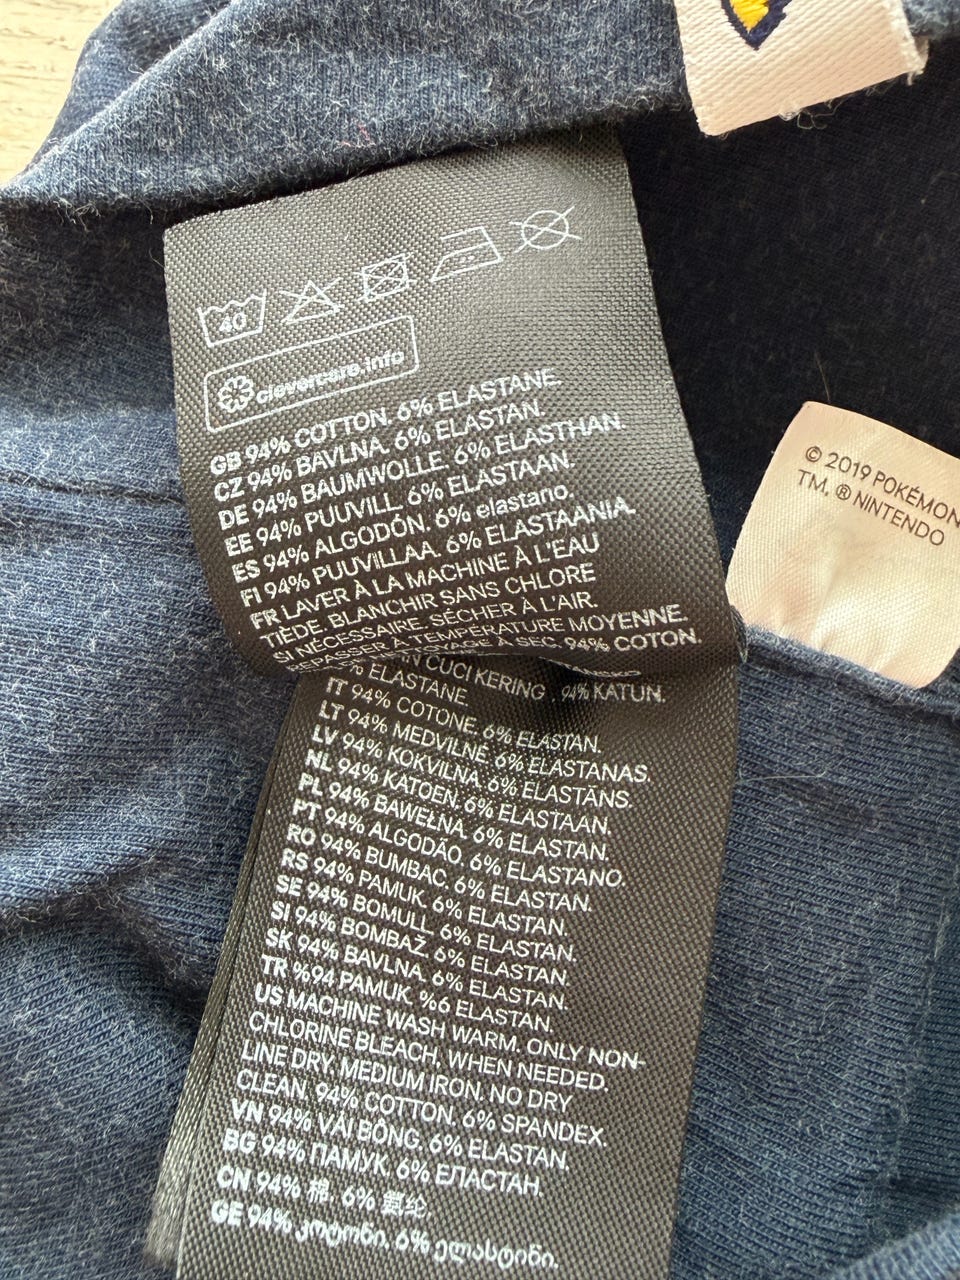 40
clevercare.info
GB 94% COTTON. 6% ELASTANE.
CZ 94% BAVLNA. 6% ELASTAN.
DE 94% BAUMWOLLE. 6% ELASTHAN.
EE 94% PUUVILL. 6% ELASTAAN.
ES 94% ALGODÓN. 6% elastano.
FI 94% PUUVILLAA. 6% ELASTAANIA.
FR LAVER À LA MACHINE À L'EAU
TIÈDE. BLANCHIR SANS CHLORE
SI NÉCESSAIRE. SÉCHER À L'AIR.
REPASSER À TEMPÉRATURE MOYENNE.
À SEC. 94% COTON.
CUCI KERING . 94% KATUN.
% ELASTANE.
IT 94% COTONE. 6% ELASTAN.
LT 94% MEDVILNĖ. 6% ELASTANAS.
LV 94% KOKVILNA. 6% ELASTĀNS.
NL 94% KATOEN. 6% ELASTAAN.
PL 94% BAWEŁNA. 6% ELASTAN.
PT 94% ALGODÃO. 6% ELASTANO.
RO 94% BUMBAC. 6% ELASTAN.
RS 94% PAMUK. 6% ELASTAN.
SE 94% BOMULL. 6% ELASTAN.
SI 94% BOMBAŽ. 6% ELASTAN.
SK 94% BAVLNA. 6% ELASTAN.
TR %94 PAMUK. %6 ELASTAN.
US MACHINE WASH WARM. ONLY NON-
CHLORINE BLEACH, WHEN NEEDED.
LINE DRY. MEDIUM IRON. NO DRY
CLEAN. 94% COTTON. 6% SPANDEX.
VN 94% VẢI BÔNG. 6% ELASTAN.
BG 94% ПАМУК. 6% ЕЛАСТАН.
CN 94% 棉. 6% 氨纶
GE 94% კოტონი. 6% ელასტინი.
© 2019 POKÉMON
TM, ® NINTENDO